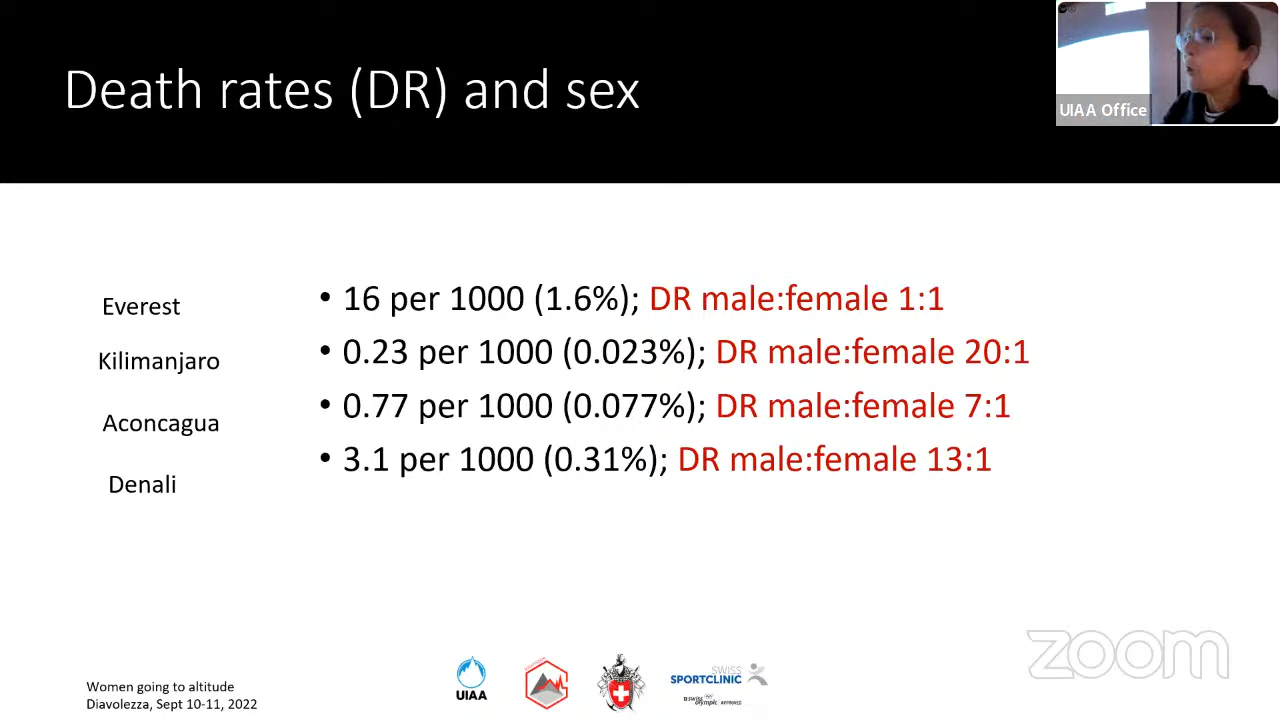 Death rates (DR) and sex
UIAA Office
Everest
• 16 per 1000 (1.6%); DR male:female 1:1
Kilimanjaro
• 0.23 per 1000 (0.023%); DR male:female 20:1
Aconcagua
• 0.77 per 1000 (0.077%); DR male:female 7:1
Denali
• 3.1 per 1000 (0.31%); DR male:female 13:1
Women going to altitude
Diavolezza, Sept 10-11, 2022
UIAA
SWISS
SPORTCLINIC
swiss olympic APPROVED
zoom